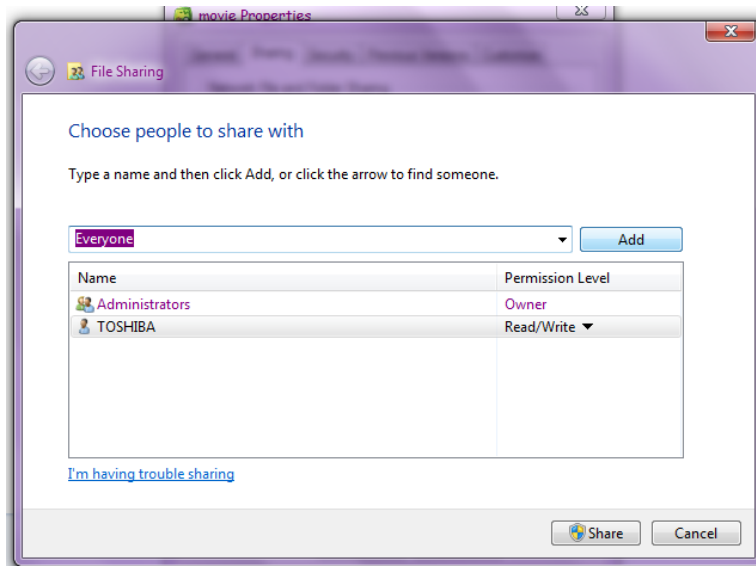 movie Properties
File Sharing
Choose people to share with
Type a name and then click Add, or click the arrow to find someone.
Everyone
Add
Name Permission Level
Administrators Owner
TOSHIBA Read/Write
I'm having trouble sharing
Share Cancel